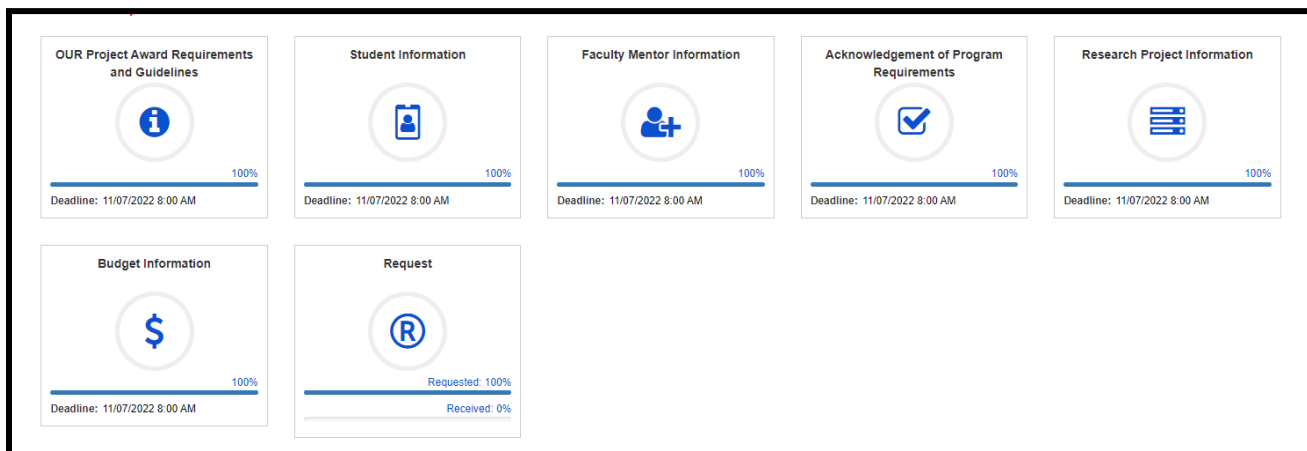 OUR Project Award Requirements
and Guidelines
100%
Deadline: 11/07/2022 8:00 AM
Student Information
100%
Deadline: 11/07/2022 8:00 AM
Faculty Mentor Information
100%
Deadline: 11/07/2022 8:00 AM
Acknowledgement of Program
Requirements
100%
Deadline: 11/07/2022 8:00 AM
Research Project Information
100%
Deadline: 11/07/2022 8:00 AM
Budget Information
$
100%
Deadline: 11/07/2022 8:00 AM
Request
®
Requested: 100%
Received: 0%